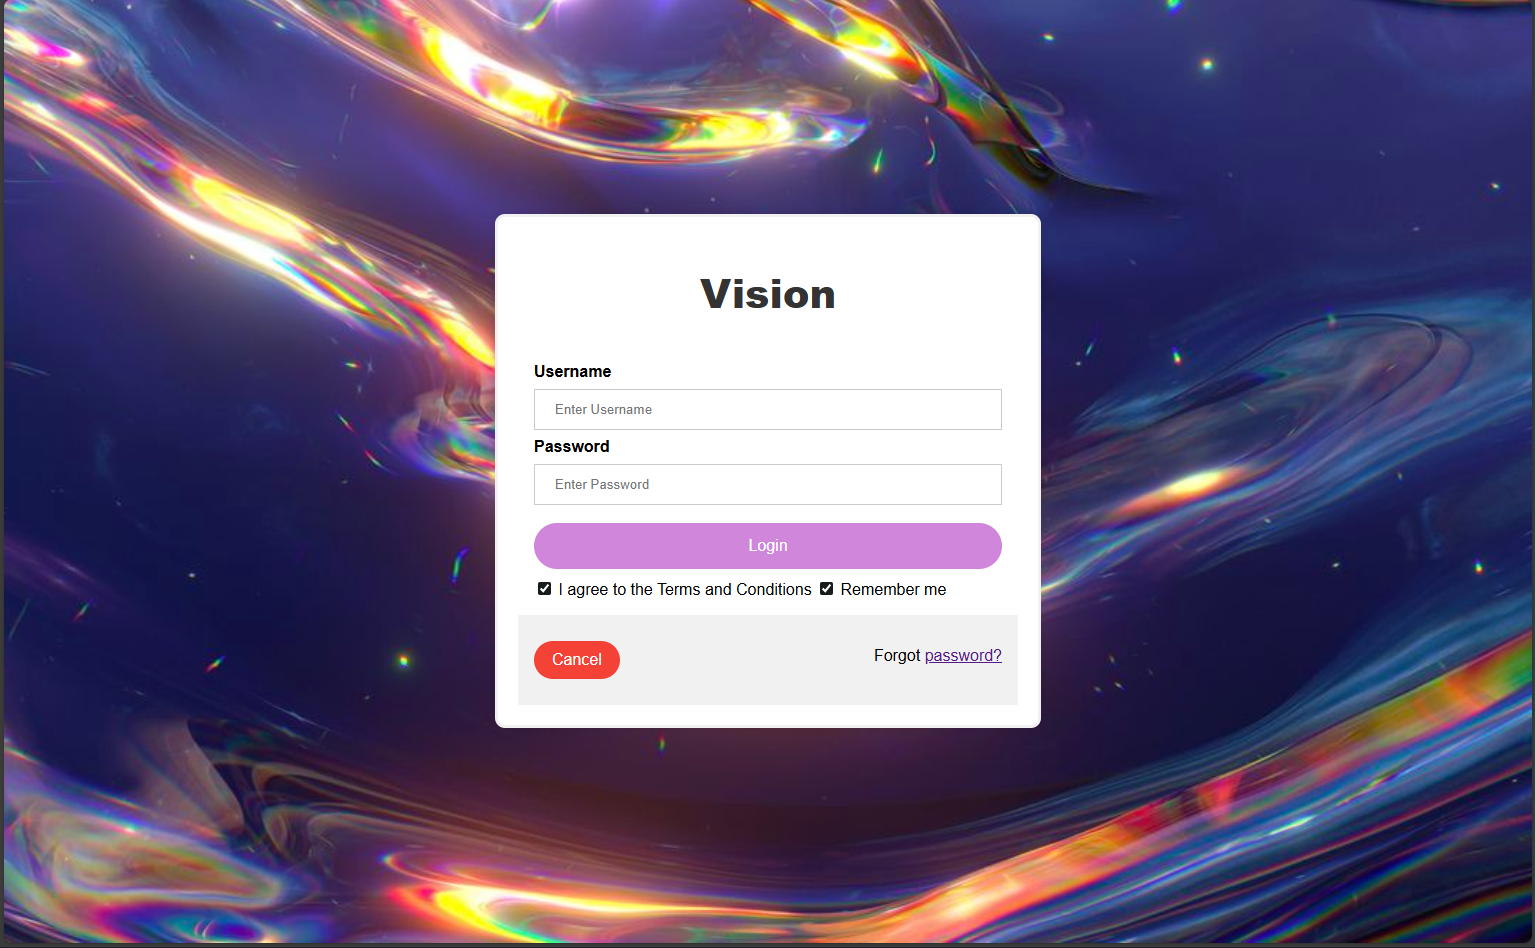 Vision
Username
Enter Username
Password
Enter Password
Login
I agree to the Terms and Conditions Remember me
Cancel
Forgot password?